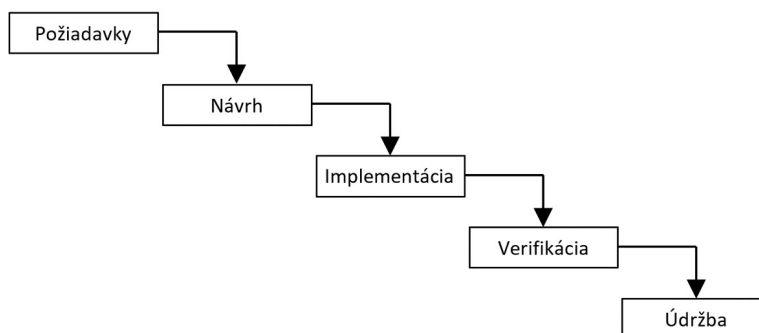 Požiadavky
Návrh
Implementácia
Verifikácia
Údržba